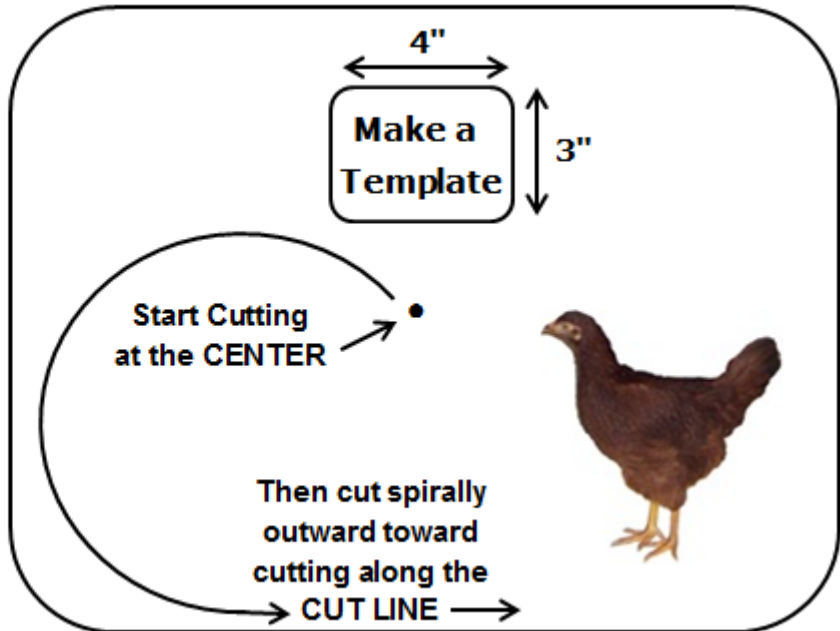 4"
Make a
Template
3"
Start Cutting
at the CENTER
Then cut spirally
outward toward
cutting along the
CUT LINE